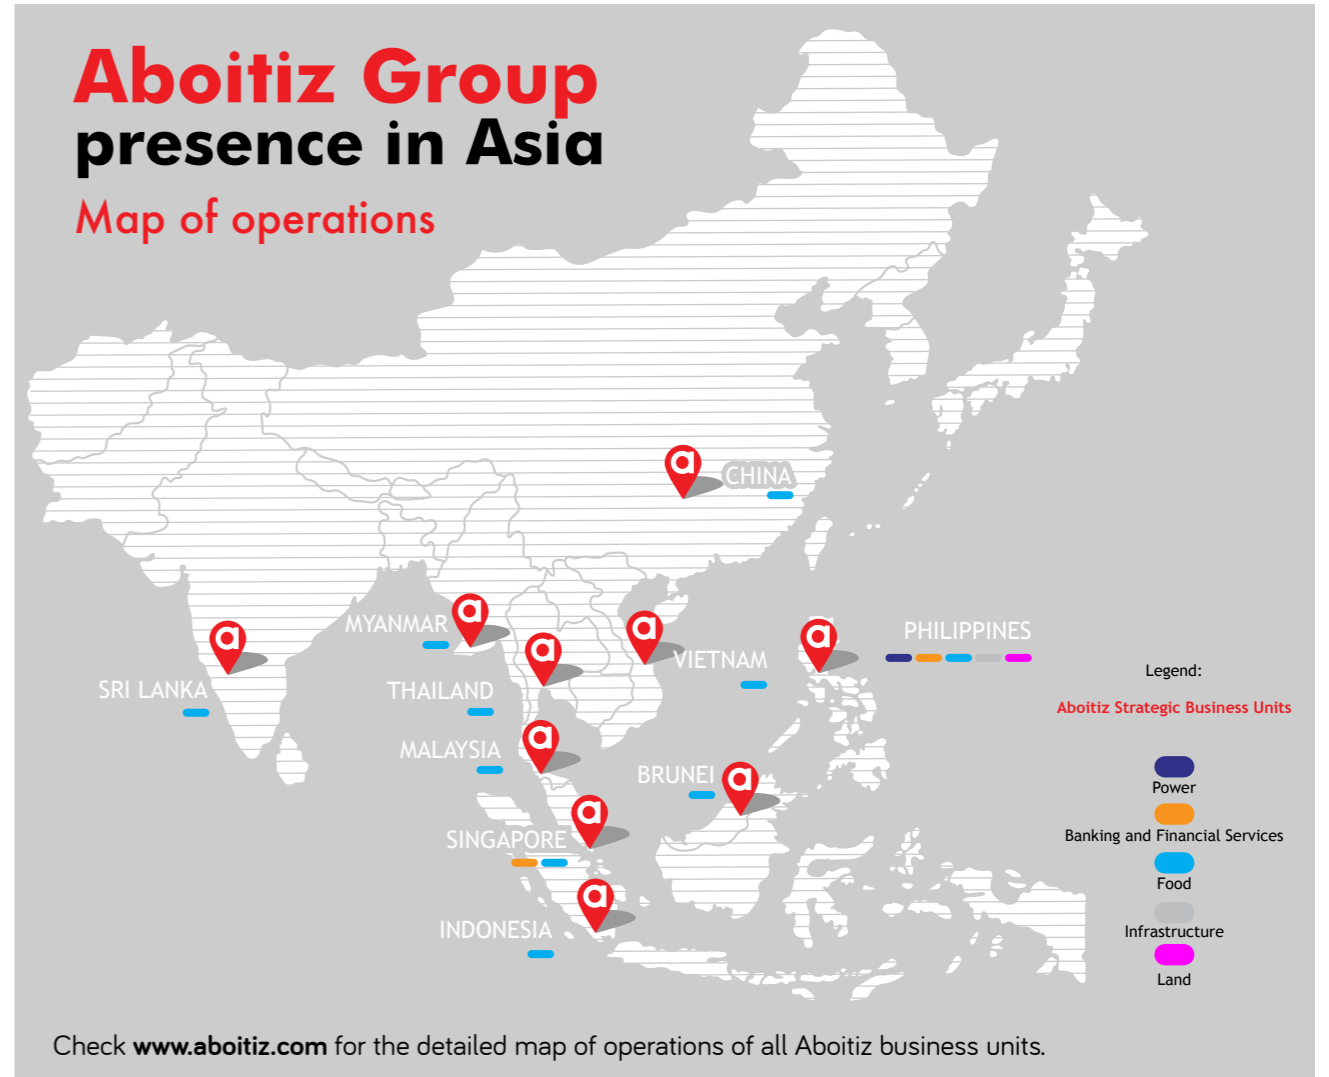 Aboitiz Group
presence in Asia
Map of operations
CHINA
MYANMAR
PHILIPPINES
VIETNAM
SRI LANKA
THAILAND
MALAYSIA
BRUNEI
SINGAPORE
INDONESIA
Legend:
Aboitiz Strategic Business Units
Power
Banking and Financial Services
Food
Infrastructure
Land
a
a
a
a
a
a
a
a
a
a
Check www.aboitiz.com for the detailed map of operations of all Aboitiz business units.